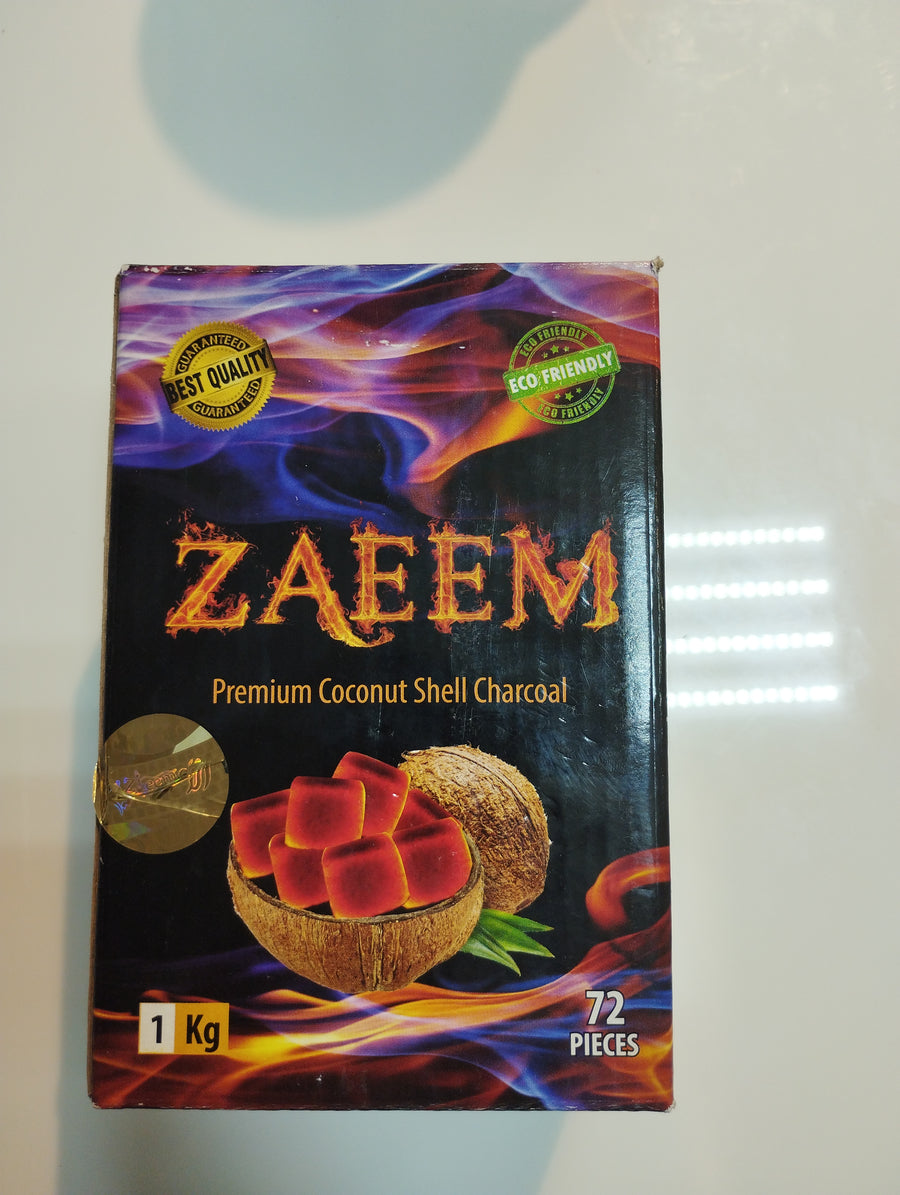 GUARANTEED
BEST QUALITY
GUARANTEED
ECO FRIENDLY
ECO FRIENDLY
ECO FRIENDLY
ZAEEM
Premium Coconut Shell Charcoal
1 Kg
72
PIECES